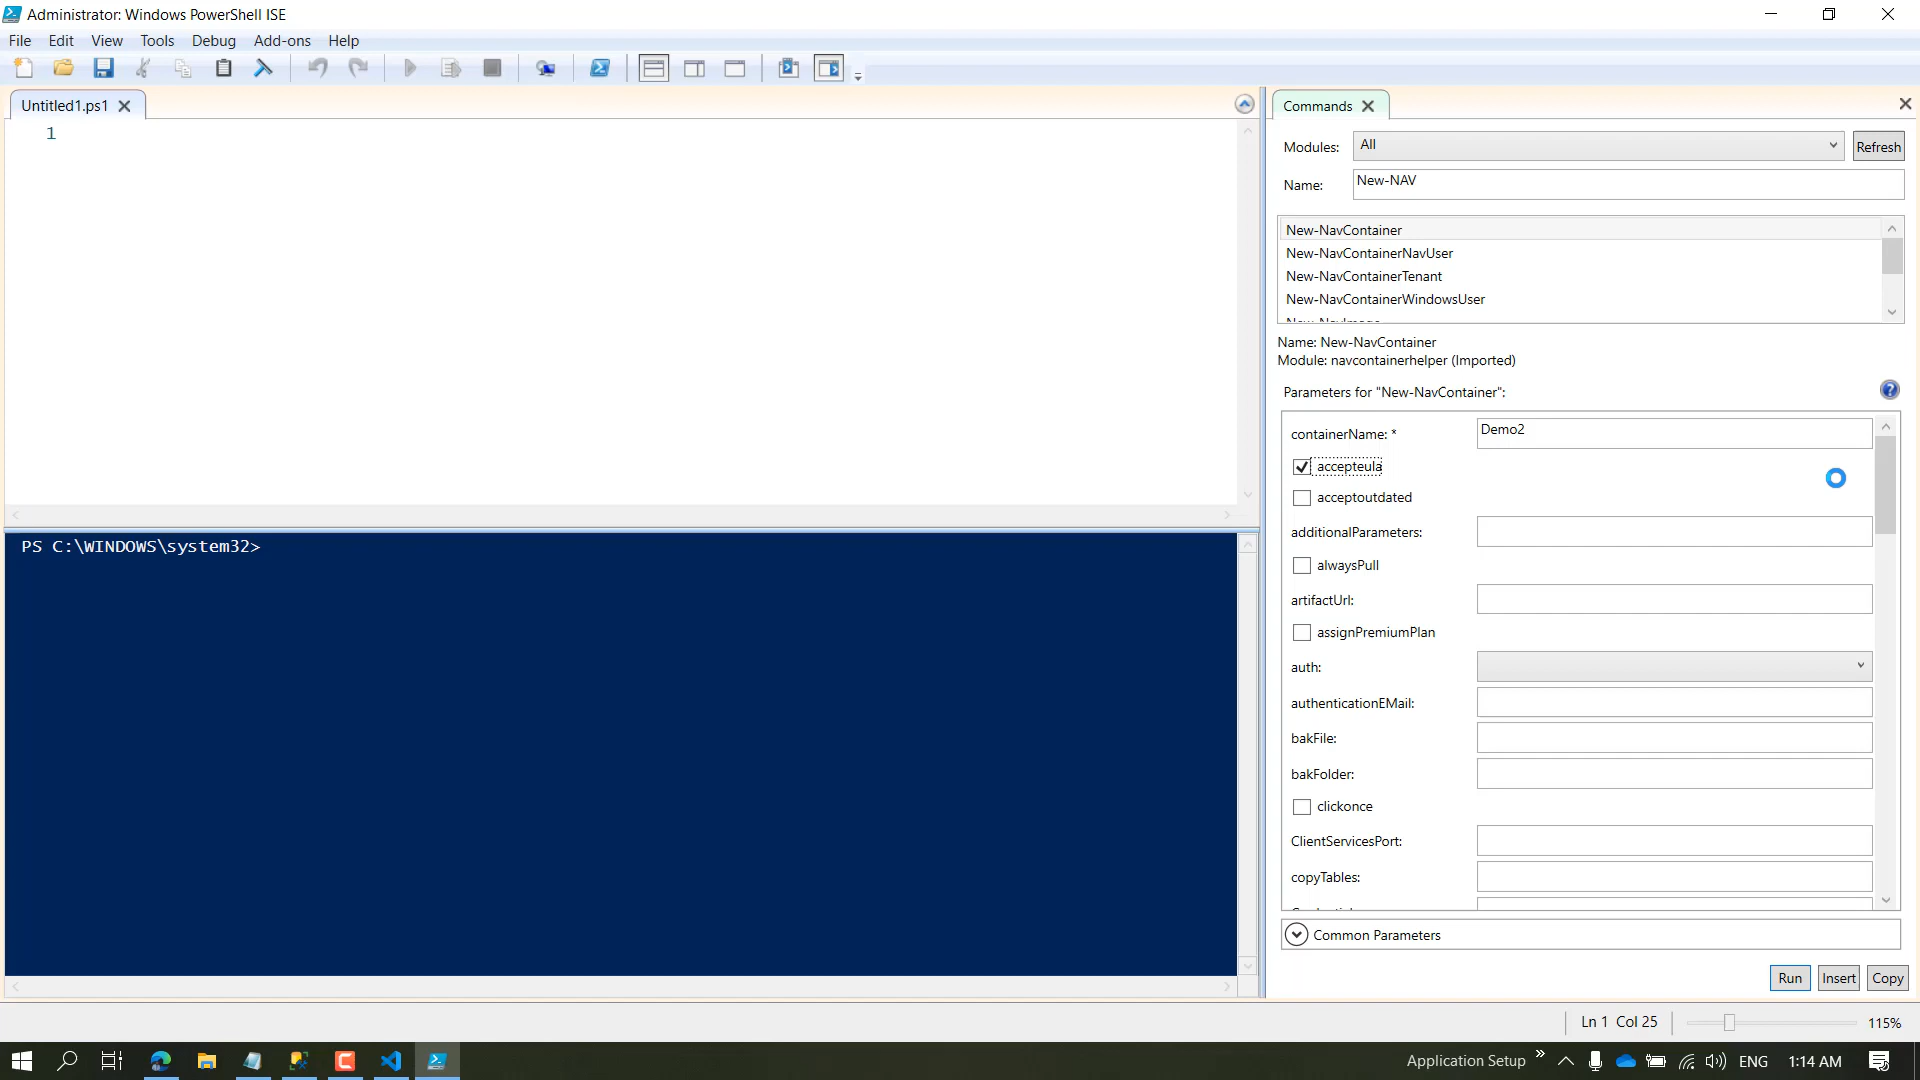 Administrator: Windows PowerShell ISE
File Edit View Tools Debug Add-ons Help
Untitled1.ps1
1
PS C:\WINDOWS\system32>
Commands
Modules: All Refresh
Name: New-NAV
New-NavContainer
New-NavContainerNavUser
New-NavContainerTenant
New-NavContainerWindowsUser
New-NavImage
Name: New-NavContainer
Module: navcontainerhelper (Imported)
Parameters for "New-NavContainer":
containerName: * Demo2
accepteula
acceptoutdated
additionalParameters:
alwaysPull
artifactUrl:
assignPremiumPlan
auth:
authenticationEMail:
bakFile:
bakFolder:
clickonce
ClientServicesPort:
copyTables:
Common Parameters
Run Insert Copy
Ln 1 Col 25 115%
Application Setup ENG 1:14 AM